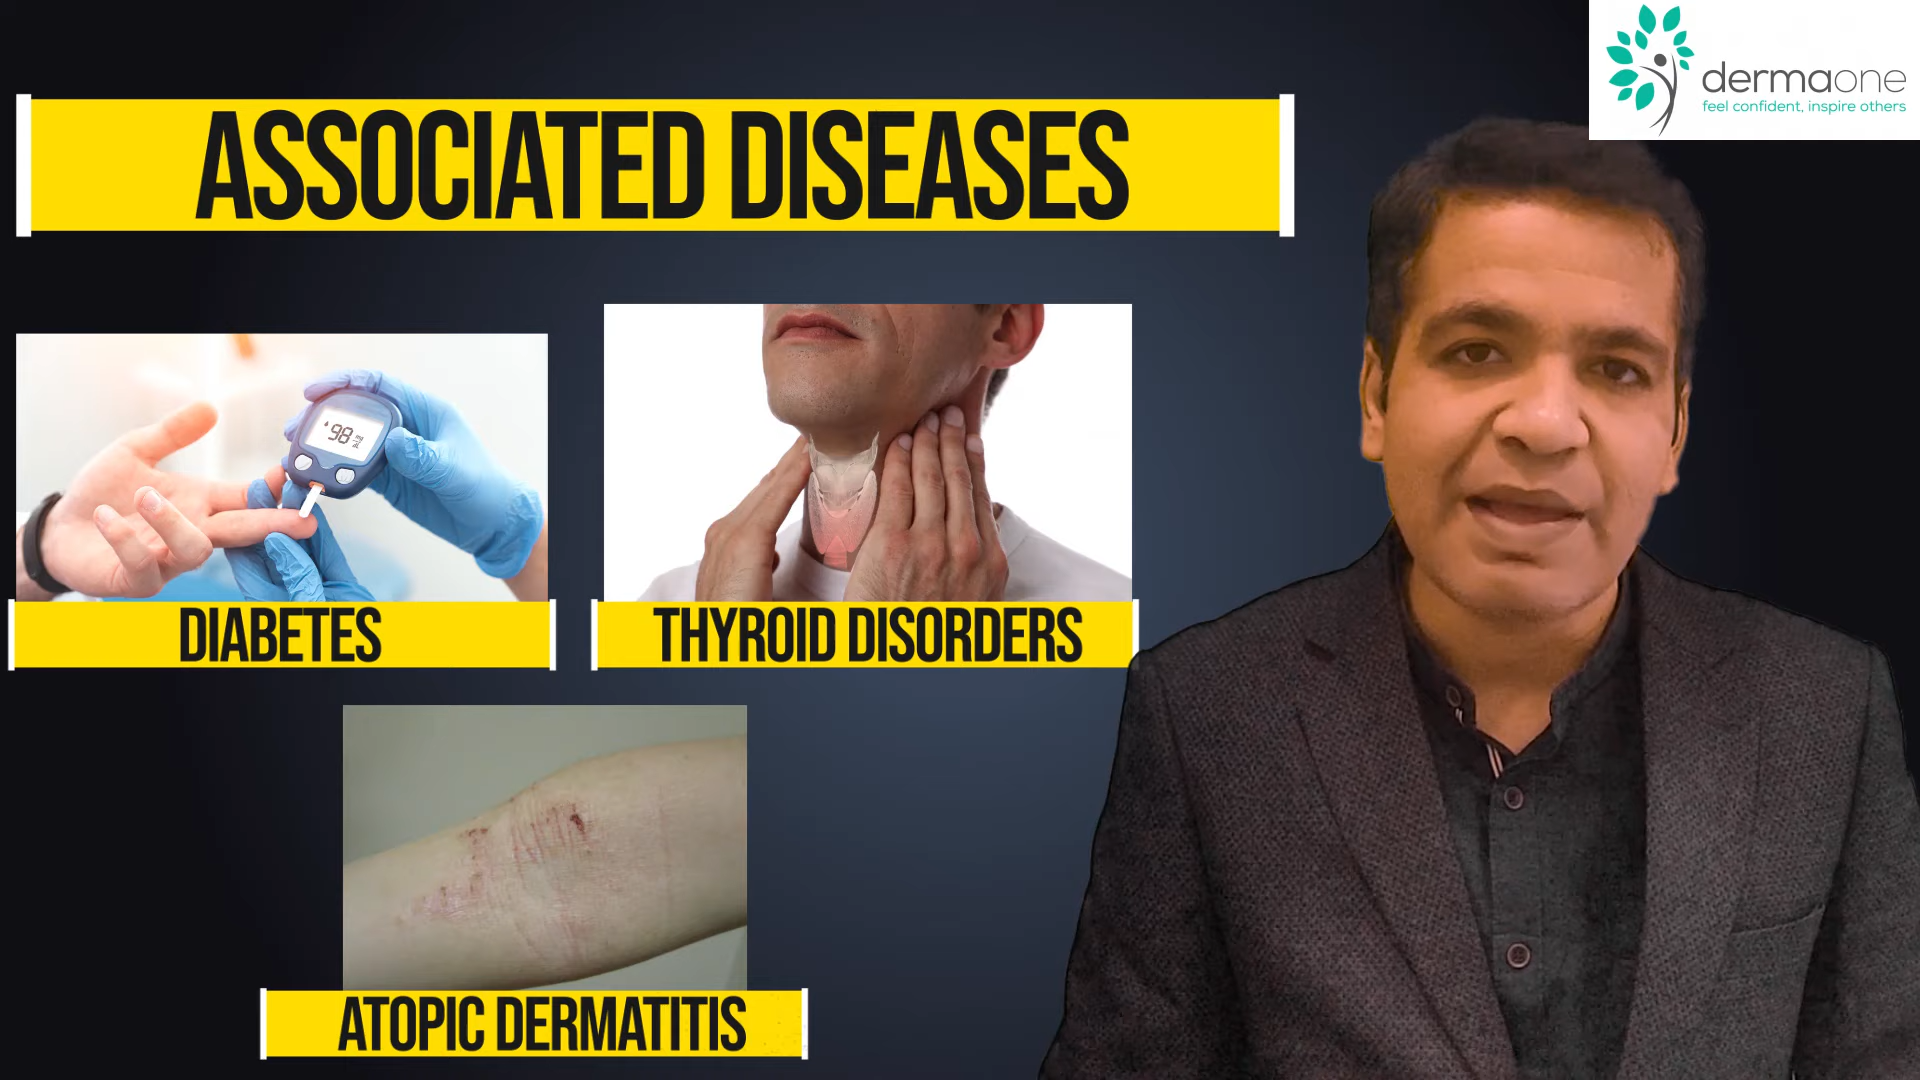 dermaone
feel confident, inspire others
ASSOCIATED DISEASES
98
DIABETES
THYROID DISORDERS
ATOPIC DERMATITIS